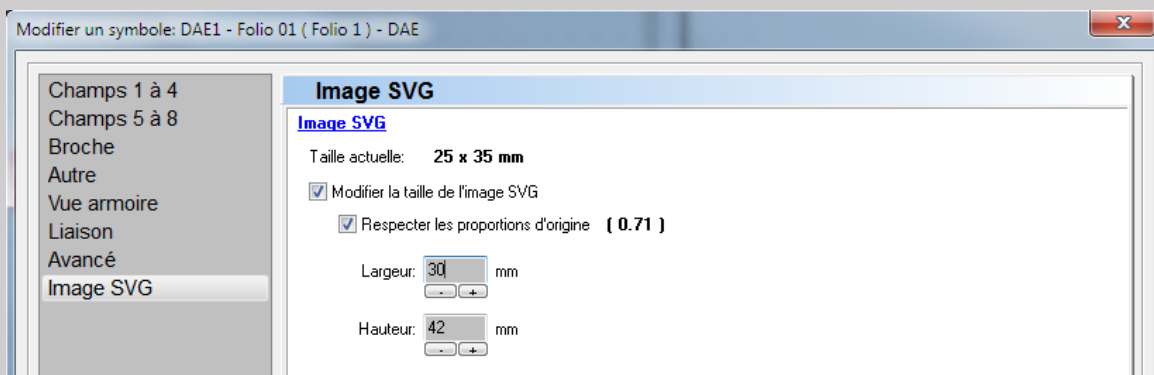 Modifier un symbole: DAE1 - Folio 01 ( Folio 1 ) - DAE
x
Champs 1 à 4
Champs 5 à 8
Broche
Autre
Vue armoire
Liaison
Avancé
Image SVG
Image SVG
Image SVG
Taille actuelle: 25 x 35 mm
Modifier la taille de l'image SVG
Respecter les proportions d'origine ( 0.71 )
Largeur: 30 mm
- +
Hauteur: 42 mm
- +